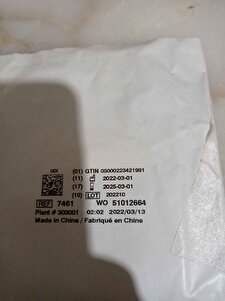 (01) GTIN 05000223421991
(11) 2022-03-01
(17) 2025-03-01
(10) LOT 202210
REF 7461 WO 51012664
Plant # 303001 02:02 2022/03/13
Made in China / Fabriqué en Chine